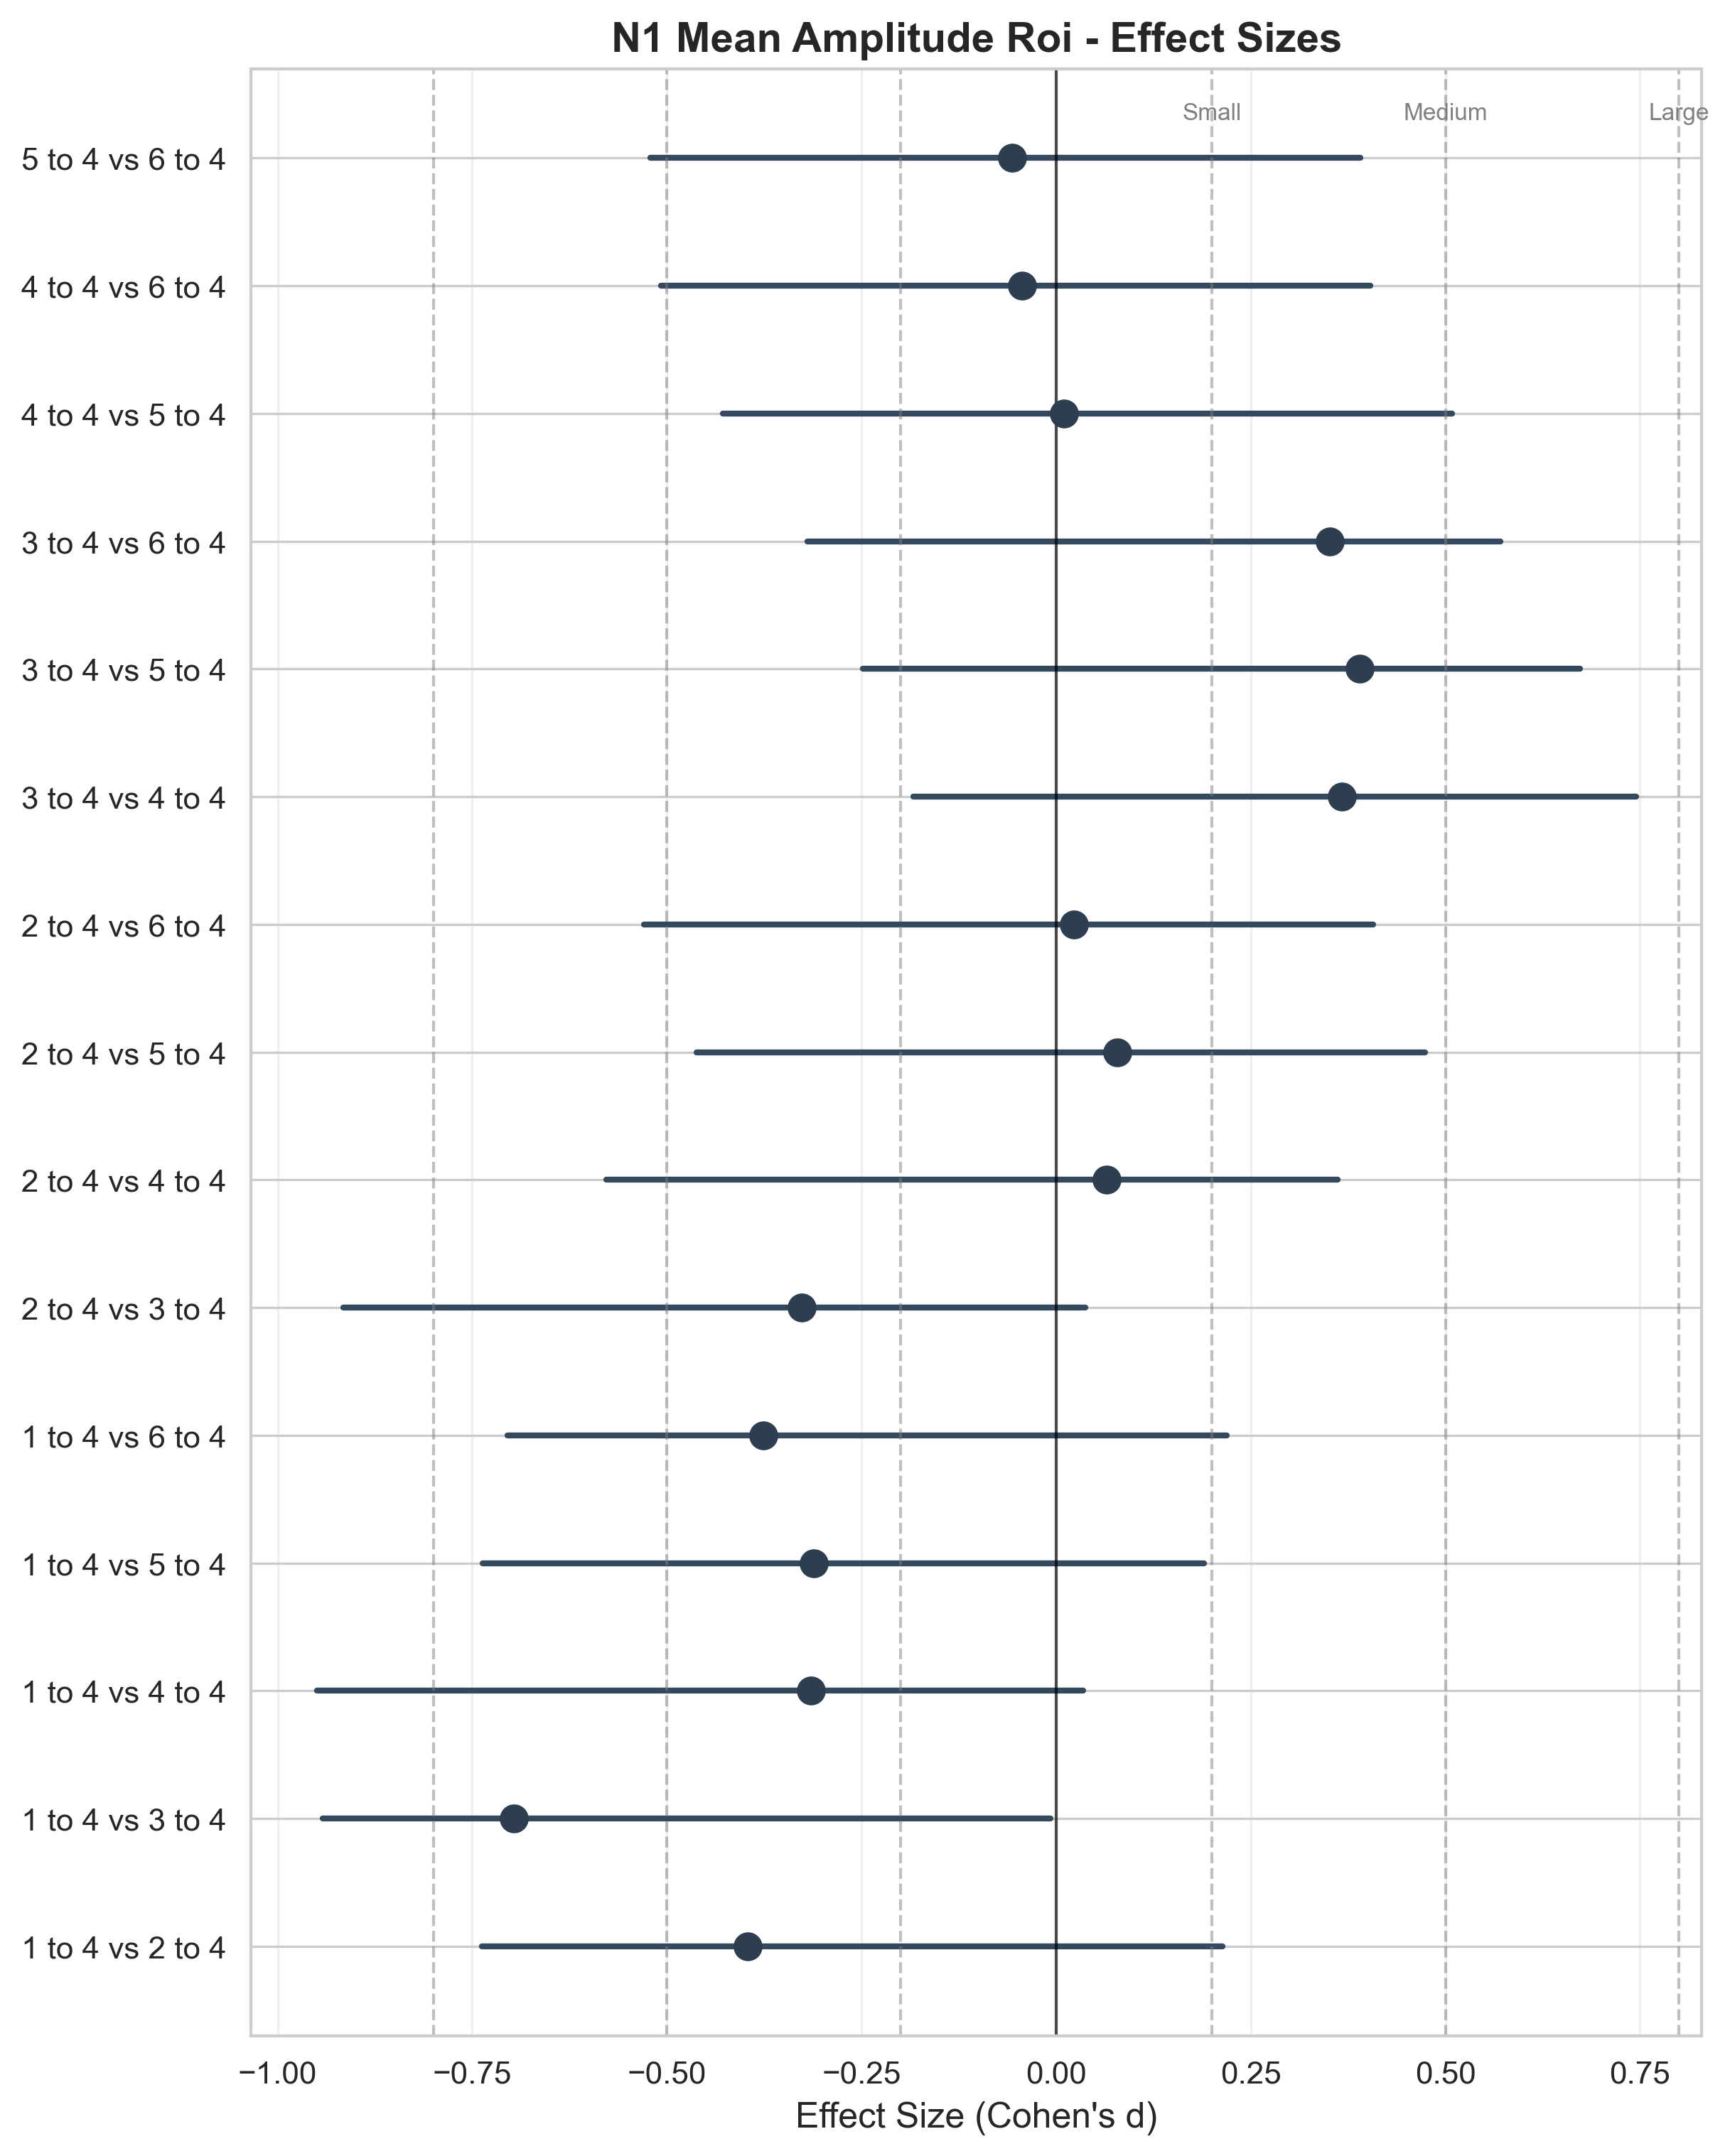 N1 Mean Amplitude Roi - Effect Sizes
Small Medium Large
5 to 4 vs 6 to 4
4 to 4 vs 6 to 4
4 to 4 vs 5 to 4
3 to 4 vs 6 to 4
3 to 4 vs 5 to 4
3 to 4 vs 4 to 4
2 to 4 vs 6 to 4
2 to 4 vs 5 to 4
2 to 4 vs 4 to 4
2 to 4 vs 3 to 4
1 to 4 vs 6 to 4
1 to 4 vs 5 to 4
1 to 4 vs 4 to 4
1 to 4 vs 3 to 4
1 to 4 vs 2 to 4
−1.00 −0.75 −0.50 −0.25 0.00 0.25 0.50 0.75
Effect Size (Cohen's d)